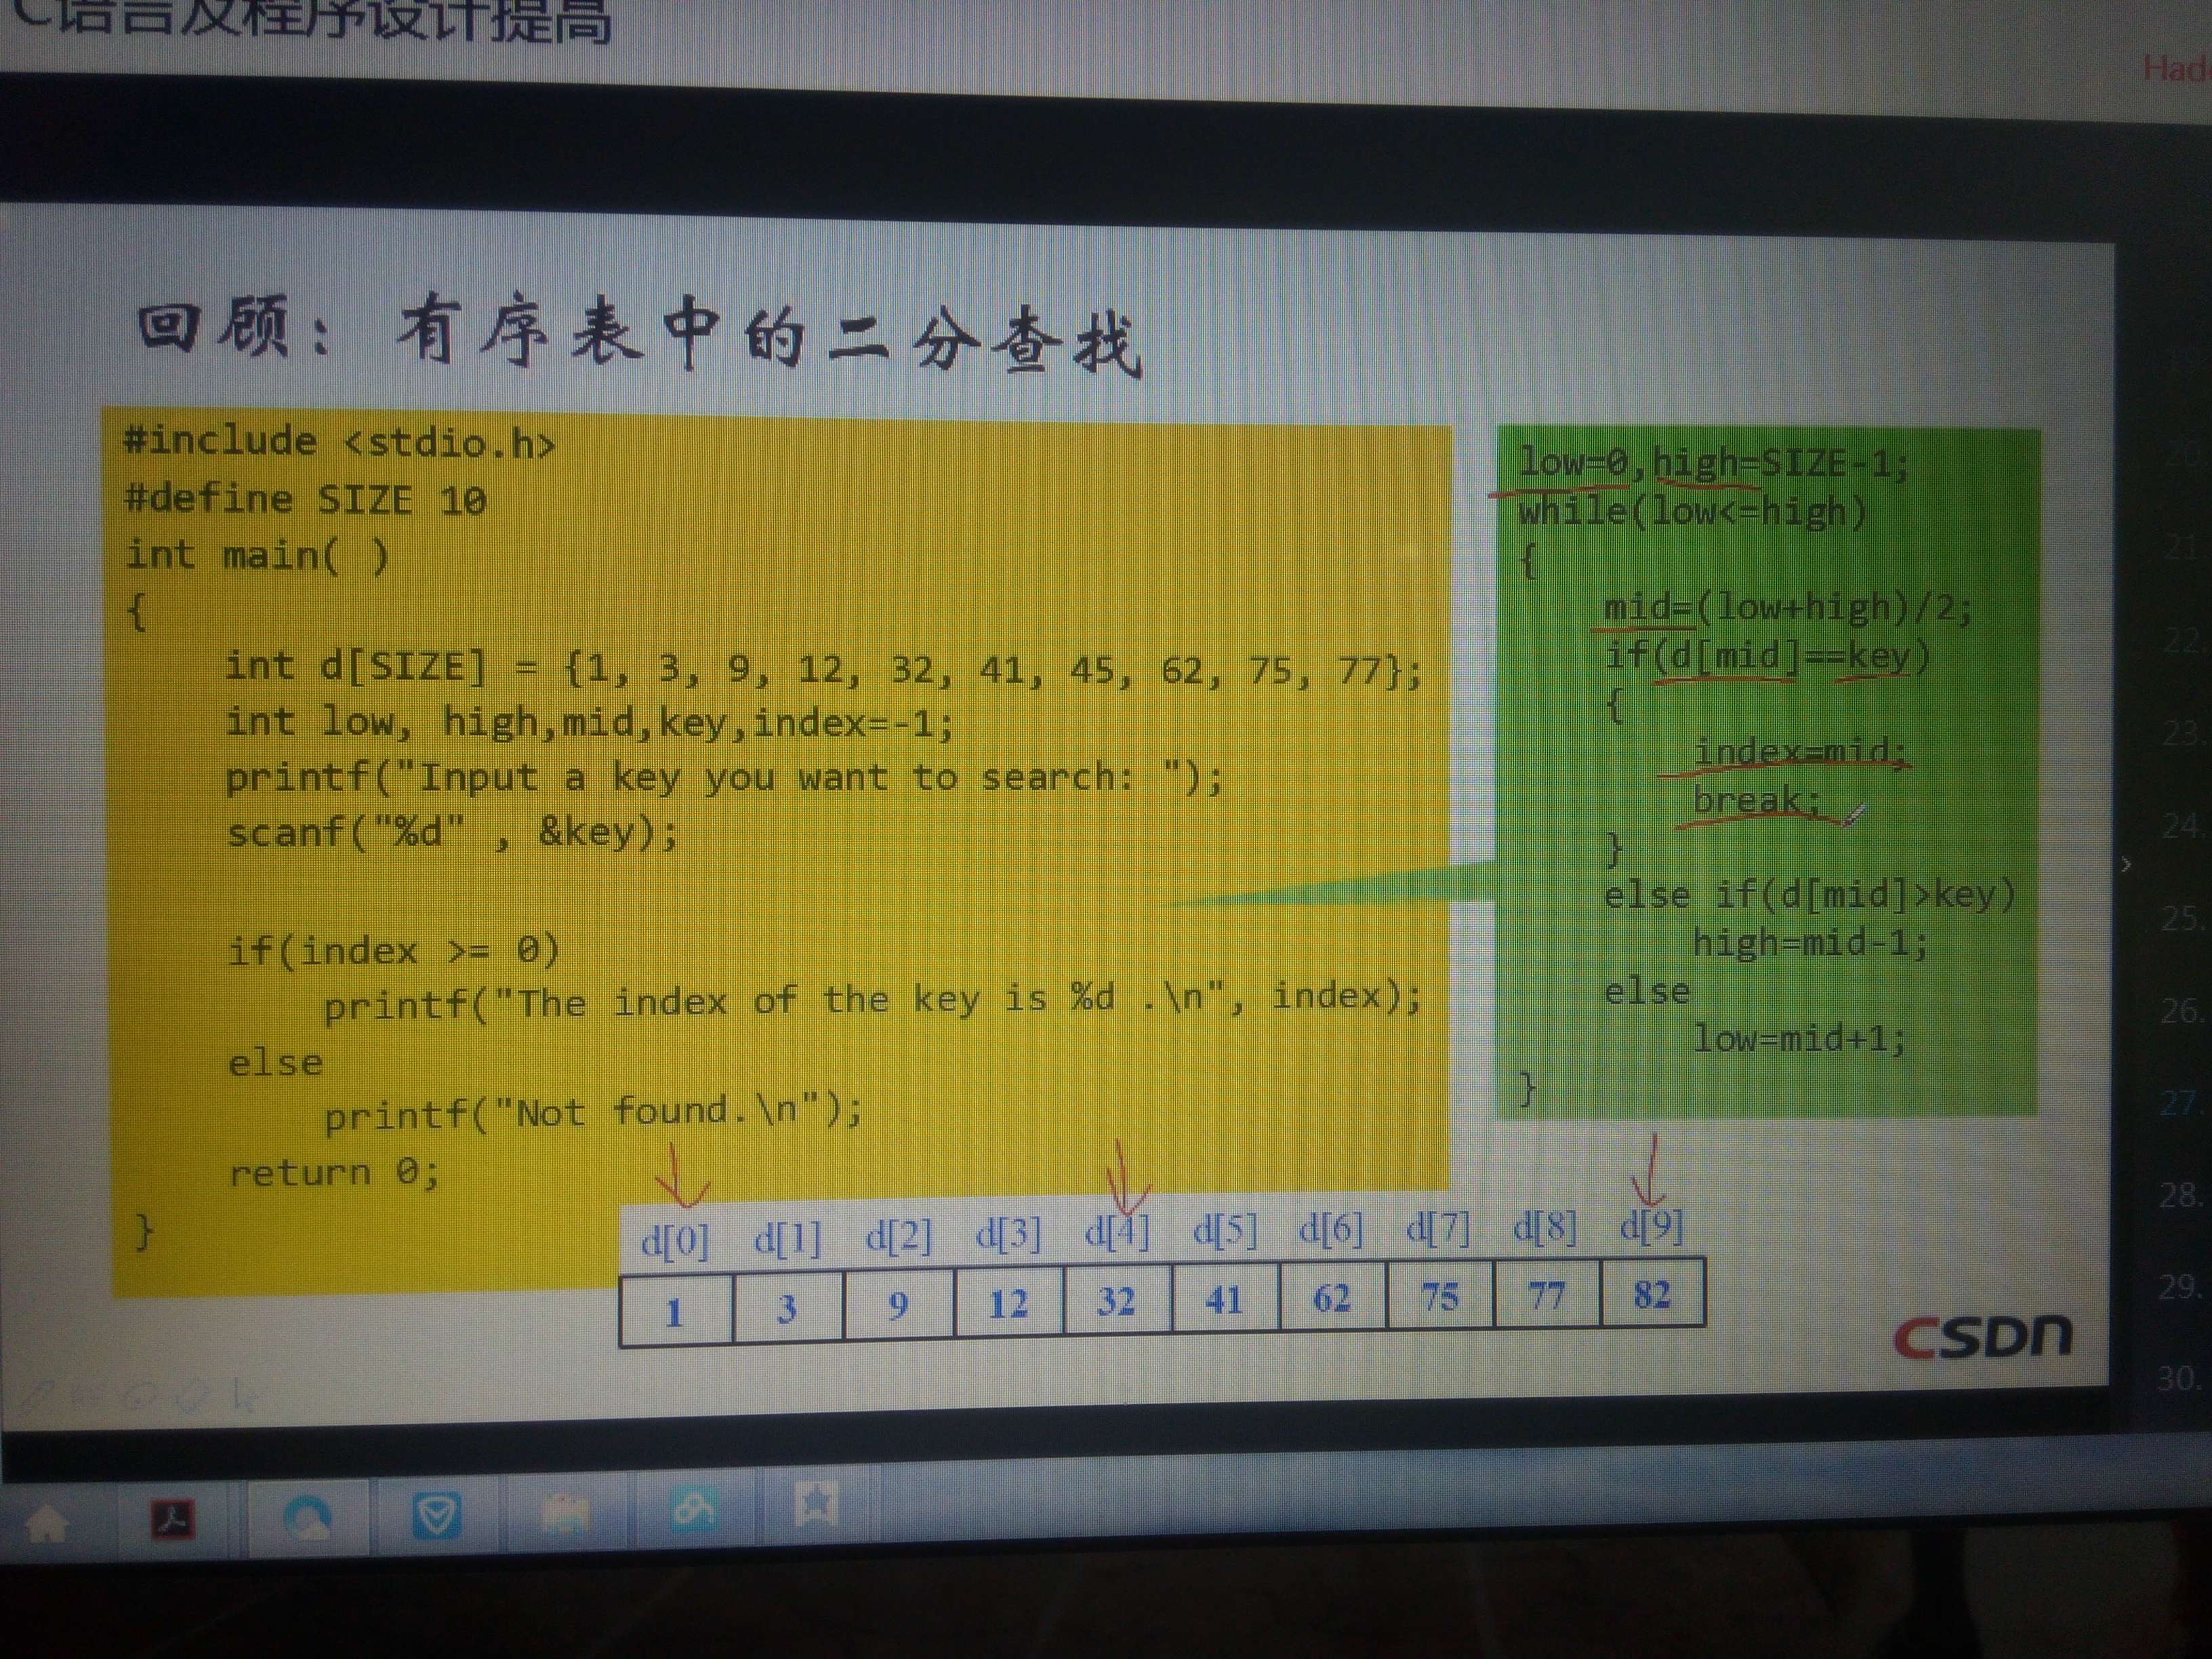 C语言及程序设计提高
回顾：有序表中的二分查找
#include <stdio.h>
#define SIZE 10
int main( )
{
int d[SIZE] = {1, 3, 9, 12, 32, 41, 45, 62, 75, 77};
int low, high,mid,key,index=-1;
printf("Input a key you want to search: ");
scanf("%d" , &key);
if(index >= 0)
printf("The index of the key is %d .\n", index);
else
printf("Not found.\n");
return 0;
}
low=0,high=SIZE-1;
while(low<=high)
{
mid=(low+high)/2;
if(d[mid]==key)
{
index=mid;
break;
}
else if(d[mid]>key)
high=mid-1;
else
low=mid+1;
}
d[0] d[1] d[2] d[3] d[4] d[5] d[6] d[7] d[8] d[9]
1 3 9 12 32 41 62 75 77 82
CSDN
20.
21.
22.
23.
24.
25.
26.
27.
28.
29.
30.